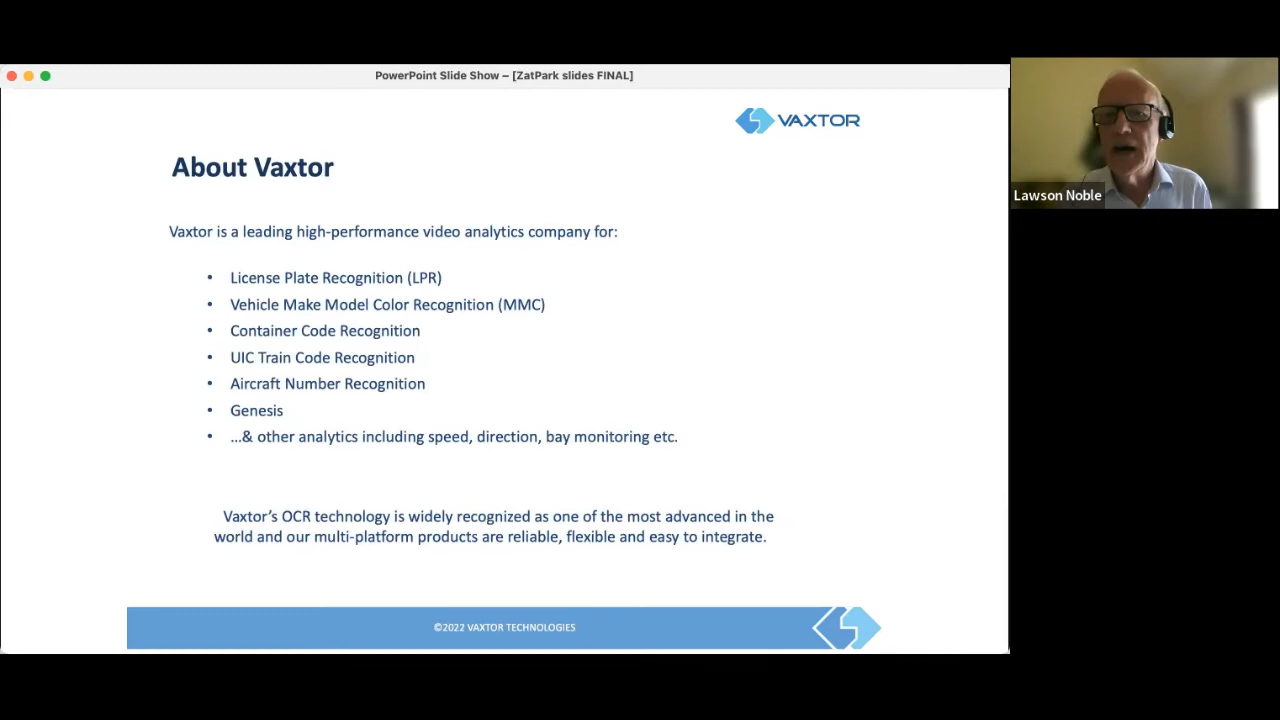 PowerPoint Slide Show – [ZatPark slides FINAL]
VAXTOR
Lawson Noble
About Vaxtor
Vaxtor is a leading high-performance video analytics company for:
• License Plate Recognition (LPR)
• Vehicle Make Model Color Recognition (MMC)
• Container Code Recognition
• UIC Train Code Recognition
• Aircraft Number Recognition
• Genesis
• …& other analytics including speed, direction, bay monitoring etc.
Vaxtor’s OCR technology is widely recognized as one of the most advanced in the
world and our multi-platform products are reliable, flexible and easy to integrate.
©2022 VAXTOR TECHNOLOGIES